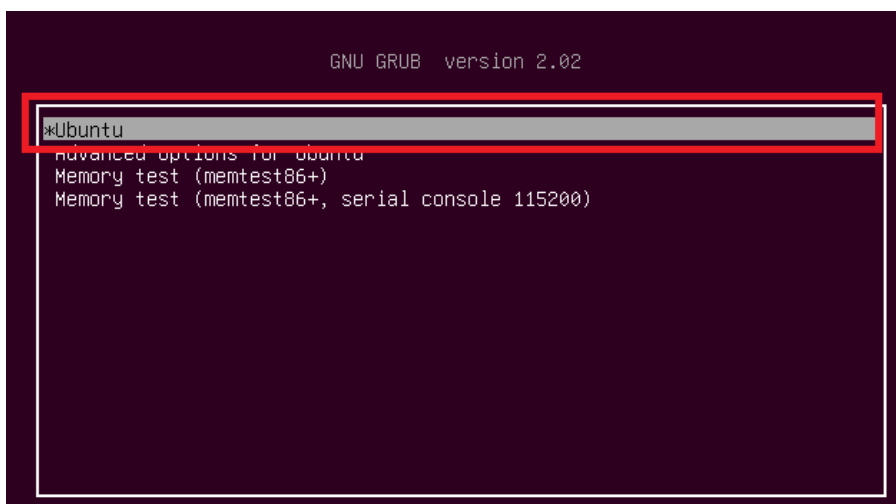 GNU GRUB  version 2.02
*Ubuntu
Advanced options for Ubuntu
Memory test (memtest86+)
Memory test (memtest86+, serial console 115200)